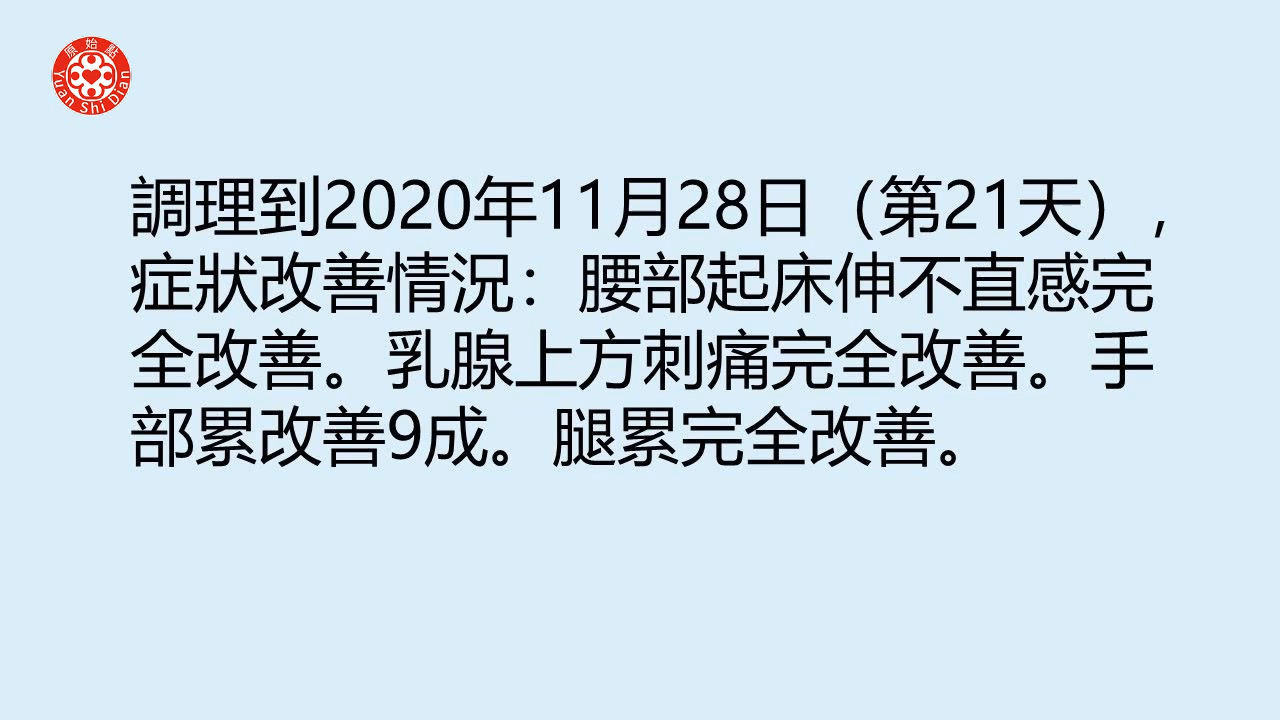 原始點
Yuan Shi Dian
調理到2020年11月28日（第21天），
症狀改善情況：腰部起床伸不直感完
全改善。乳腺上方刺痛完全改善。手
部累改善9成。腿累完全改善。